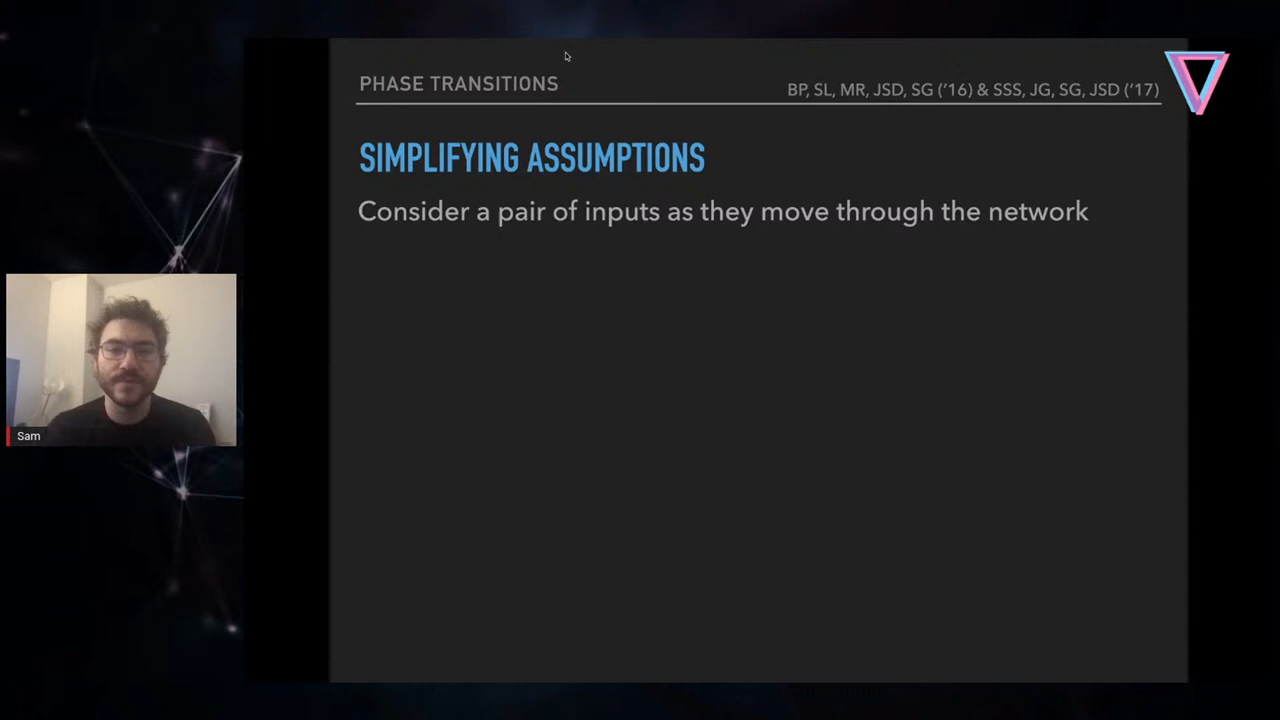 PHASE TRANSITIONS
BP, SL, MR, JSD, SG (’16) & SSS, JG, SG, JSD (’17)
SIMPLIFYING ASSUMPTIONS
Consider a pair of inputs as they move through the network
Sam